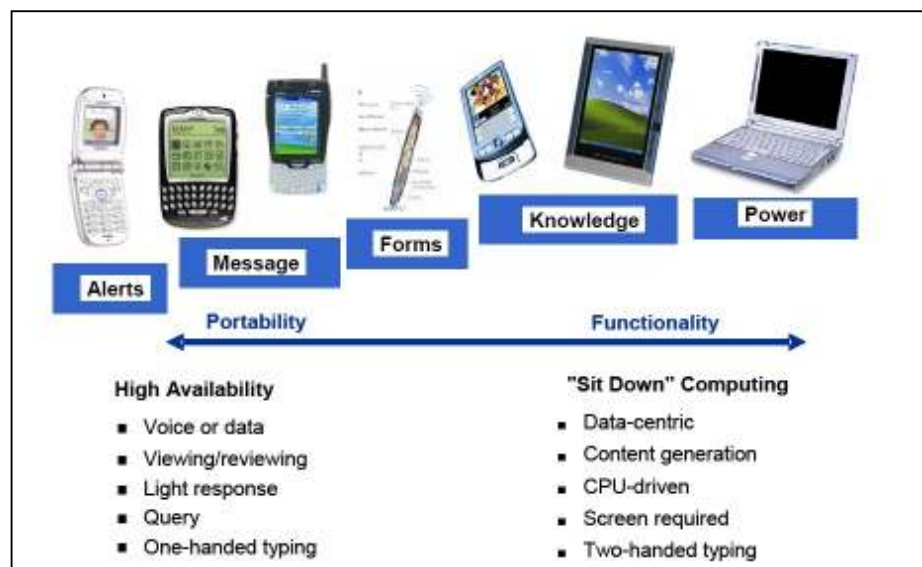 Knowledge
Power
Forms
Message
Alerts
Portability
Functionality
High Availability
■ Voice or data
■ Viewing/reviewing
■ Light response
■ Query
■ One-handed typing
"Sit Down" Computing
■ Data-centric
■ Content generation
■ CPU-driven
■ Screen required
■ Two-handed typing